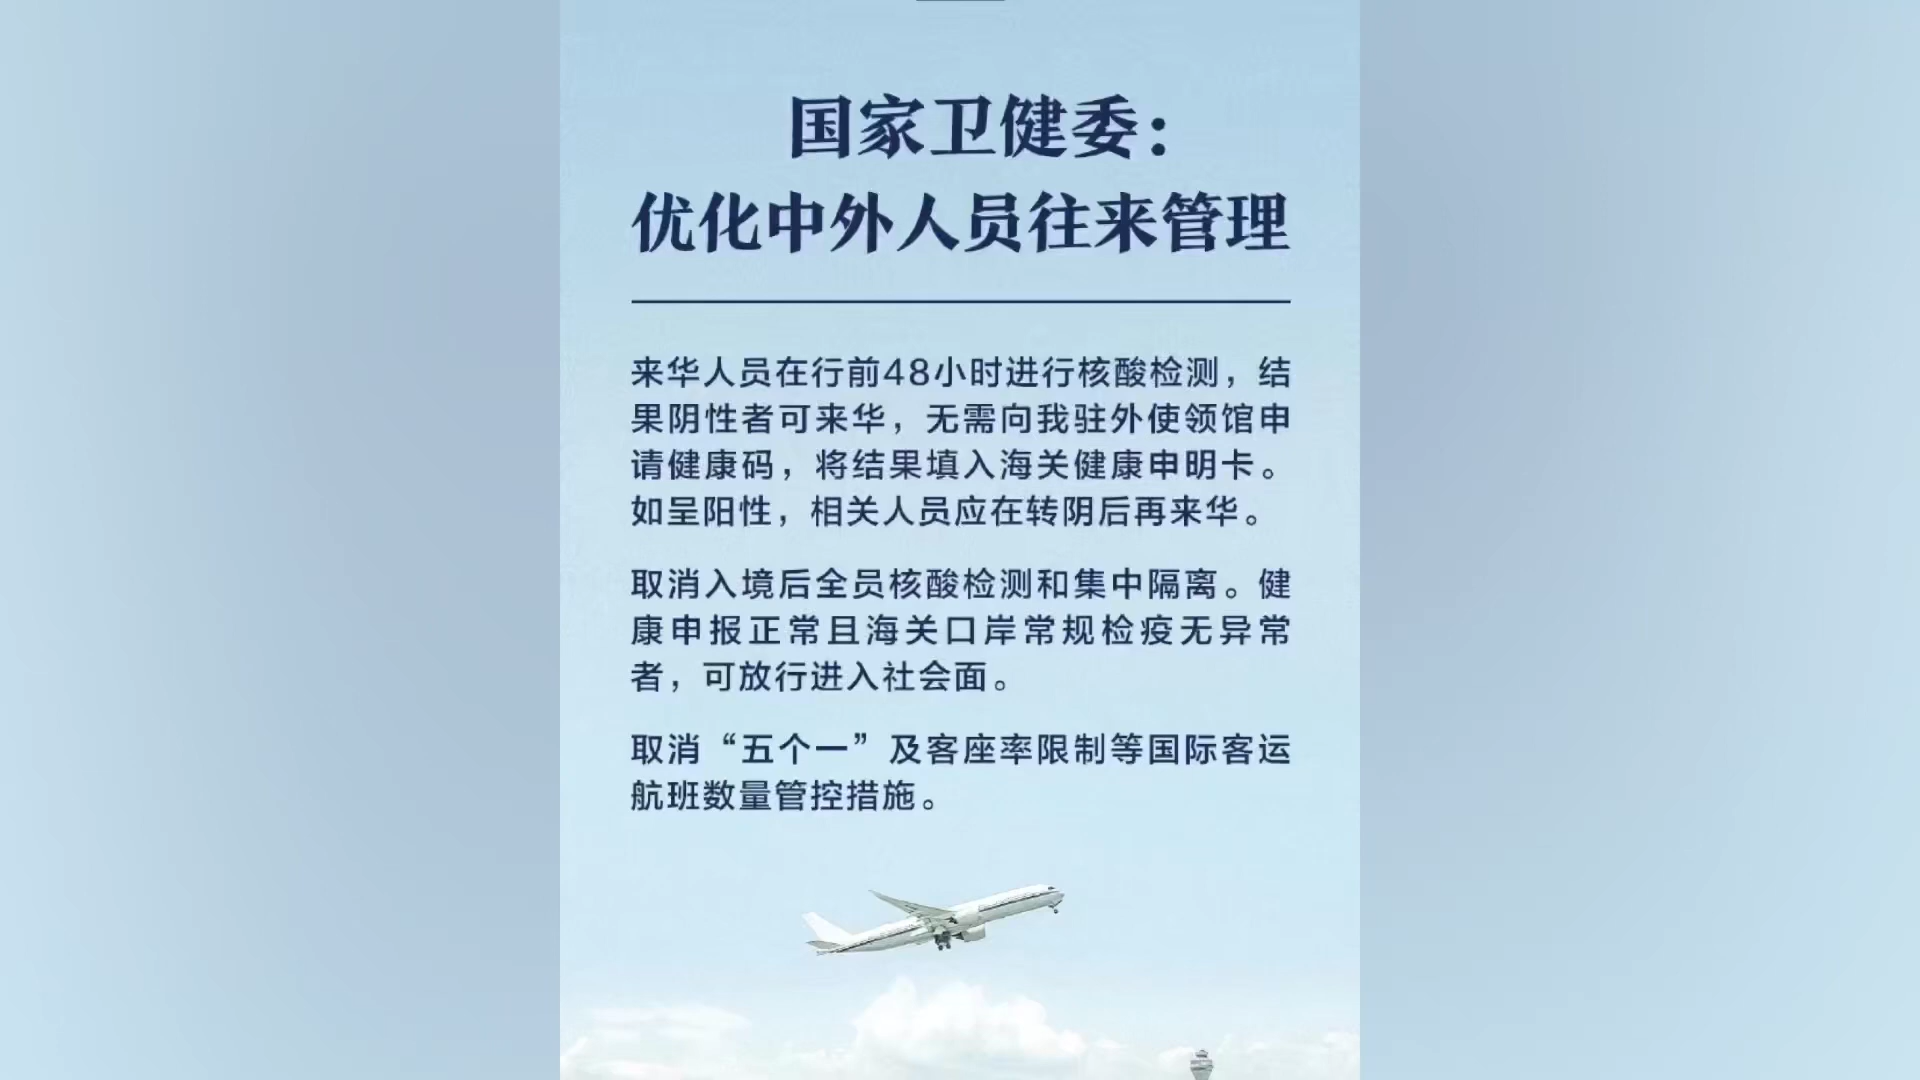 国家卫健委：
优化中外人员往来管理
来华人员在行前48小时进行核酸检测，结
果阴性者可来华，无需向我驻外使领馆申
请健康码，将结果填入海关健康申明卡。
如呈阳性，相关人员应在转阴后再来华。
取消入境后全员核酸检测和集中隔离。健
康申报正常且海关口岸常规检疫无异常
者，可放行进入社会面。
取消“五个一”及客座率限制等国际客运
航班数量管控措施。